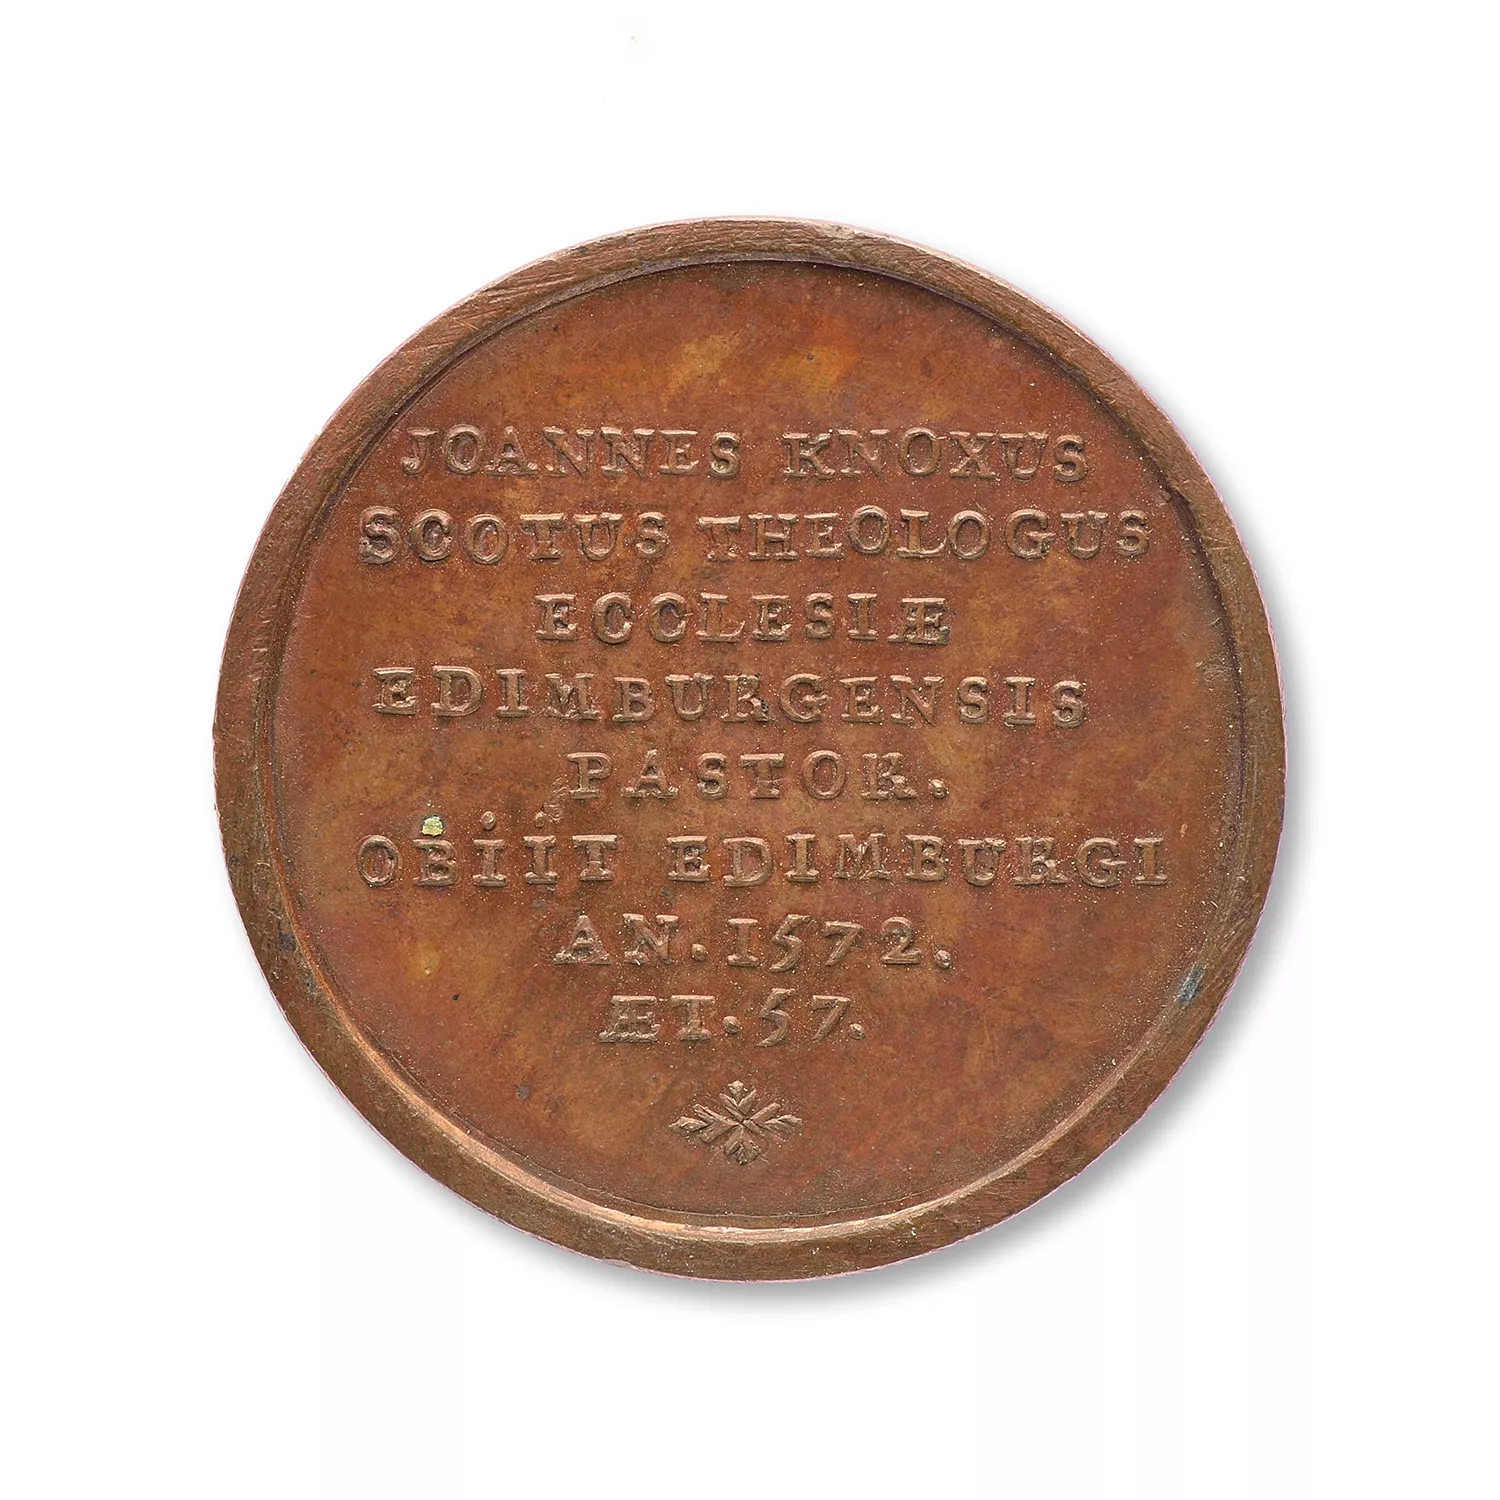 JOANNES KNOXUS
SCOTUS THEOLOGUS
ECCLESIÆ
EDIMBURGENSIS
PASTOR.
OBiiT EDIMBURGI
AN. 1572.
ÆT. 57.